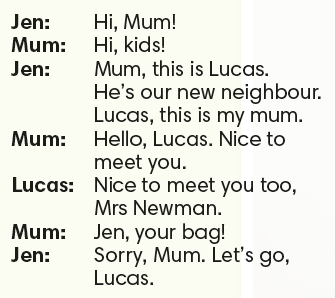 Jen: Hi, Mum!
Mum: Hi, kids!
Jen: Mum, this is Lucas.
He's our new neighbour.
Lucas, this is my mum.
Mum: Hello, Lucas. Nice to
meet you.
Lucas: Nice to meet you too,
Mrs Newman.
Mum: Jen, your bag!
Jen: Sorry, Mum. Let's go,
Lucas.